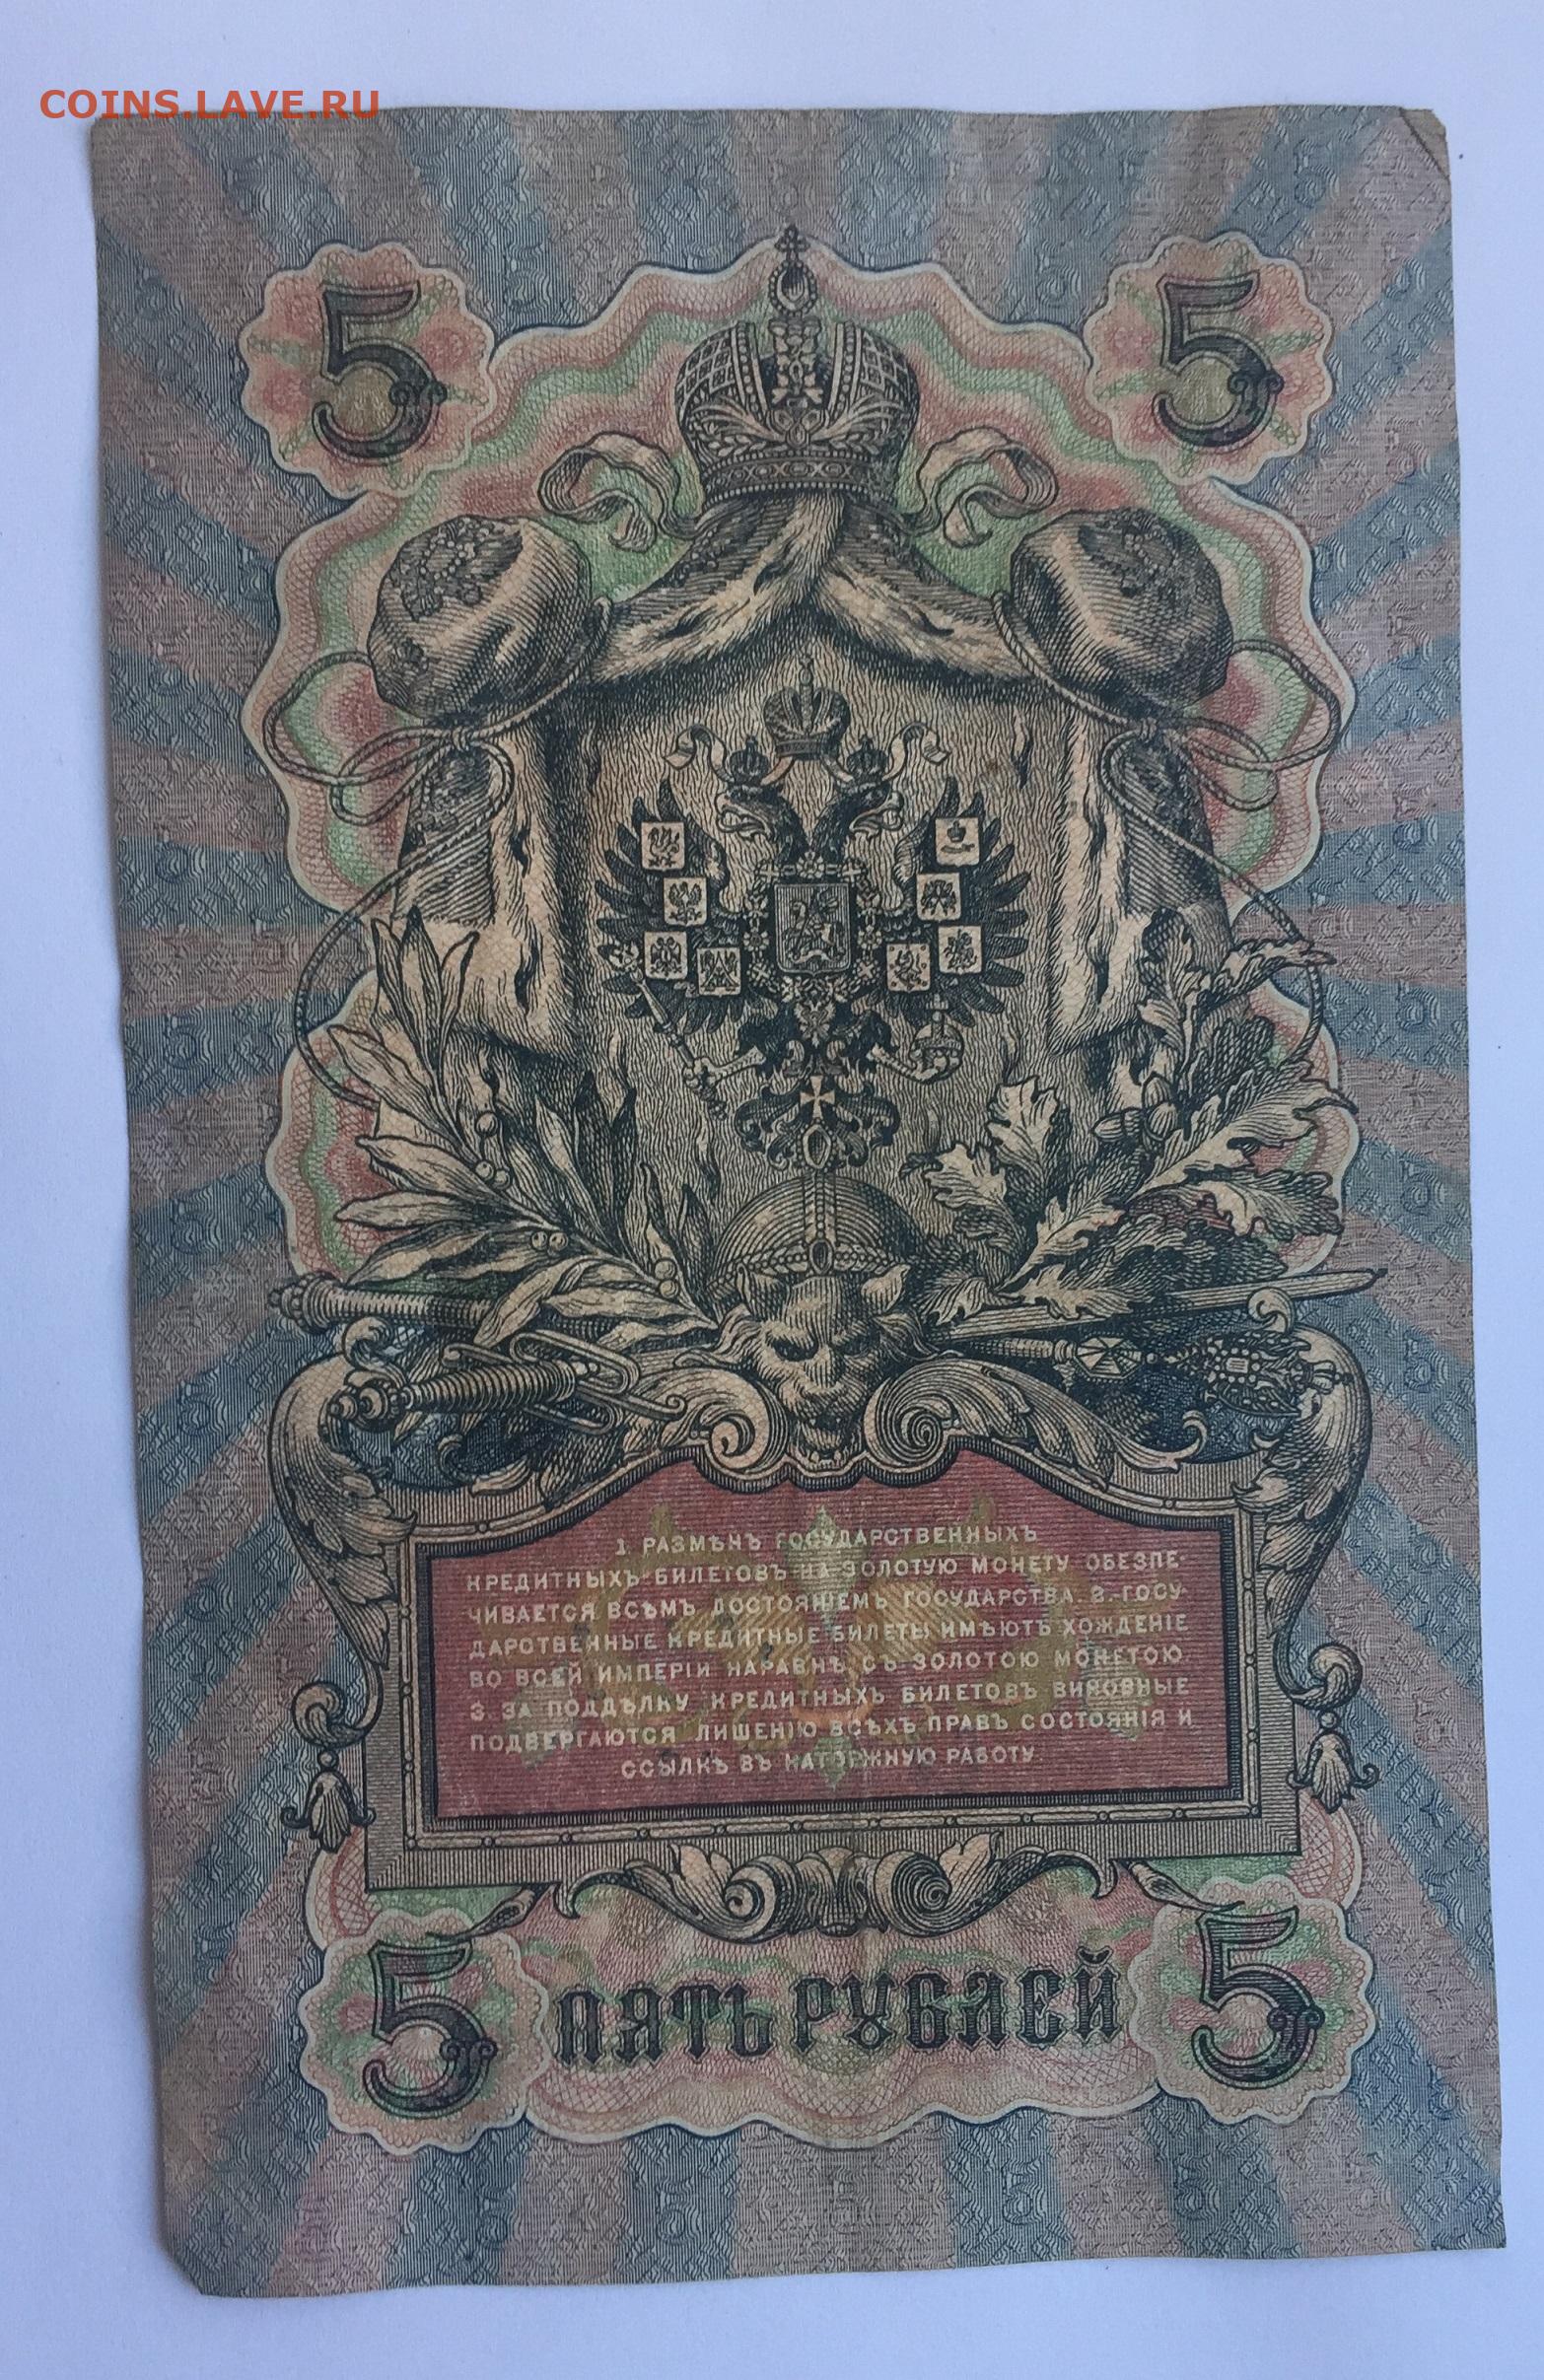 COINS.LAVE.RU
5 5
1. РАЗМѢНЪ ГОСУДАРСТВЕННЫХЪ
КРЕДИТНЫХЪ БИЛЕТОВЪ НА ЗОЛОТУЮ МОНЕТУ ОБЕЗПЕ-
ЧИВАЕТСЯ ВСѢМЪ ДОСТОЯНІЕМЪ ГОСУДАРСТВА. 2. ГОСУ-
ДАРСТВЕННЫЕ КРЕДИТНЫЕ БИЛЕТЫ ИМѢЮТЪ ХОЖДЕНІЕ
ВО ВСЕЙ ИМПЕРІИ НАРАВНѢ СЪ ЗОЛОТОЮ МОНЕТОЮ.
3. ЗА ПОДДѢЛКУ КРЕДИТНЫХЪ БИЛЕТОВЪ ВИНОВНЫЕ
ПОДВЕРГАЮТСЯ ЛИШЕНІЮ ВСѢХЪ ПРАВЪ СОСТОЯНІЯ И
ССЫЛКѢ ВЪ КАТОРЖНУЮ РАБОТУ.
5 ПЯТЬ РУБЛЕЙ 5